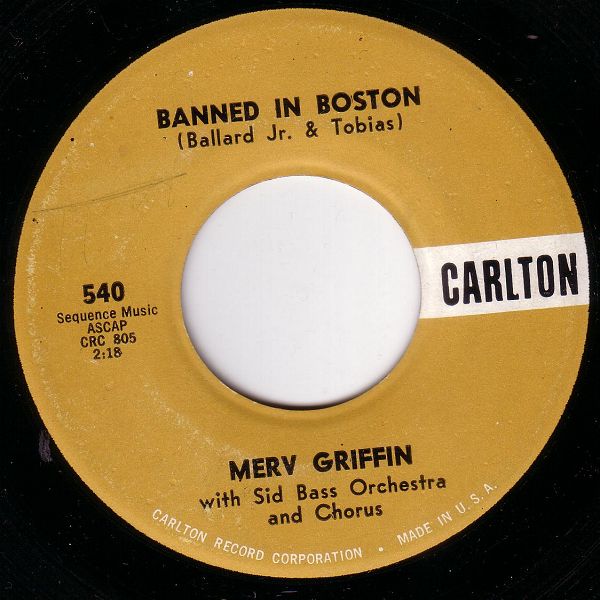 BANNED IN BOSTON
(Ballard Jr. & Tobias)
CARLTON
540
Sequence Music
ASCAP
CRC 805
2:18
MERV GRIFFIN
with Sid Bass Orchestra
and Chorus
CARLTON RECORD CORPORATION • MADE IN U.S.A.